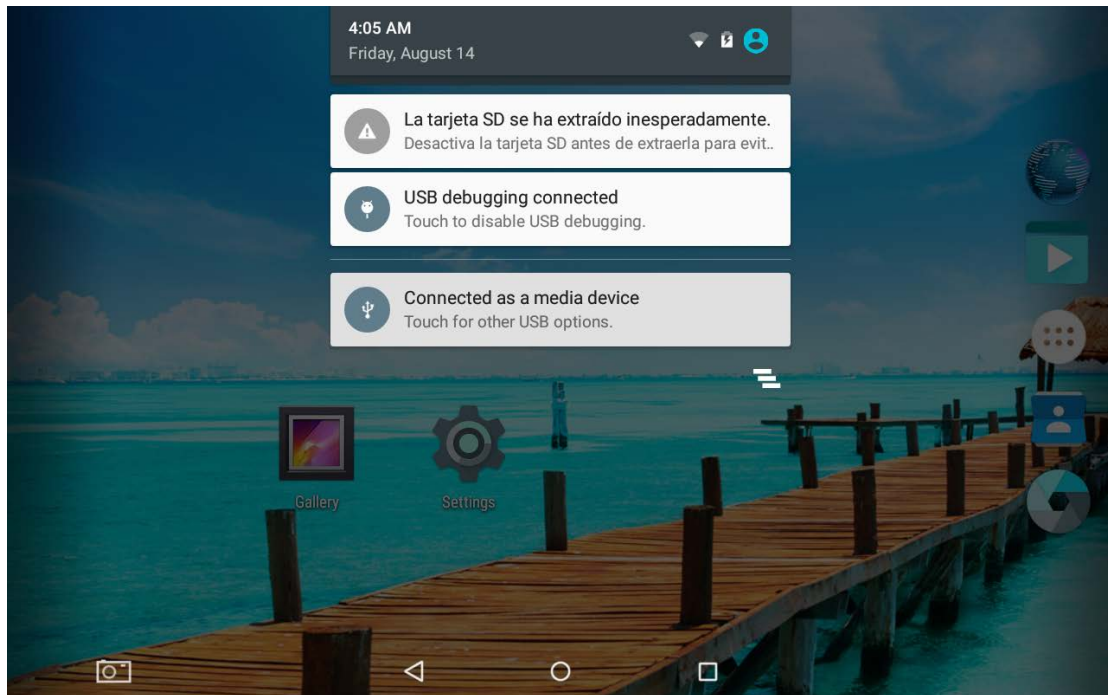 4:05 AM
Friday, August 14
La tarjeta SD se ha extraído inesperadamente.
Desactiva la tarjeta SD antes de extraerla para evit..
USB debugging connected
Touch to disable USB debugging.
Connected as a media device
Touch for other USB options.
Gallery
Settings